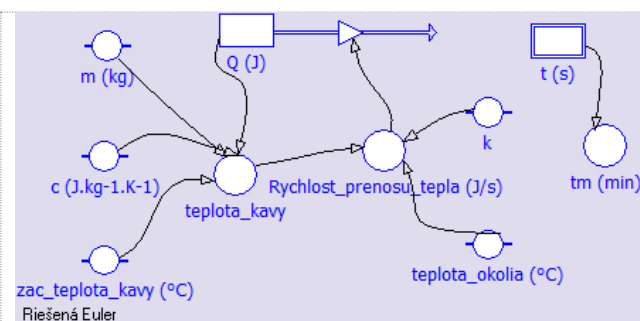 m (kg)
Q (J)
t (s)
c (J.kg-1.K-1)
teplota_kavy
Rychlost_prenosu_tepla (J/s)
k
tm (min)
zac_teplota_kavy (°C)
teplota_okolia (°C)
Riešená Euler